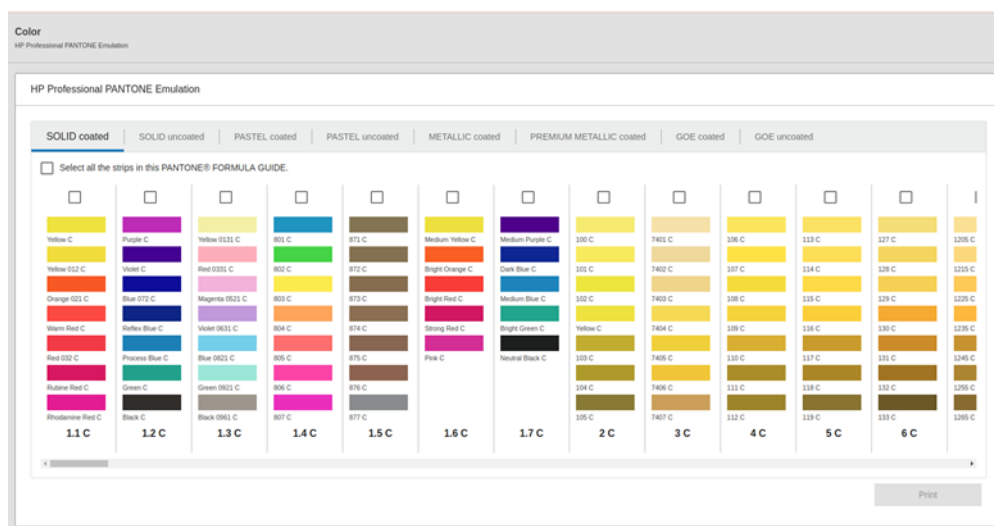 Color
HP Professional PANTONE Emulation
HP Professional PANTONE Emulation
SOLID coated SOLID uncoated PASTEL coated PASTEL uncoated METALLIC coated PREMIUM METALLIC coated GOE coated GOE uncoated
Select all the strips in this PANTONE® FORMULA GUIDE.
Yellow C Purple C Yellow 0131 C 801 C 871 C Medium Yellow C Medium Purple C 100 C 7401 C 106 C 113 C 127 C 1205 C
Yellow 012 C Violet C Red 0331 C 802 C 872 C Bright Orange C Dark Blue C 101 C 7402 C 107 C 114 C 128 C 1215 C
Orange 021 C Blue 072 C Magenta 0521 C 803 C 873 C Bright Red C Medium Blue C 102 C 7403 C 108 C 115 C 129 C 1225 C
Warm Red C Reflex Blue C Violet 0631 C 804 C 874 C Strong Red C Bright Green C Yellow C 7404 C 109 C 116 C 130 C 1235 C
Red 032 C Process Blue C Blue 0821 C 805 C 875 C Pink C Neutral Black C 103 C 7405 C 110 C 117 C 131 C 1245 C
Rubine Red C Green C Green 0921 C 806 C 876 C 104 C 7406 C 111 C 118 C 132 C 1255 C
Rhodamine Red C Black C Black 0961 C 807 C 877 C 105 C 7407 C 112 C 119 C 133 C 1265 C
1.1 C 1.2 C 1.3 C 1.4 C 1.5 C 1.6 C 1.7 C 2 C 3 C 4 C 5 C 6 C
Print